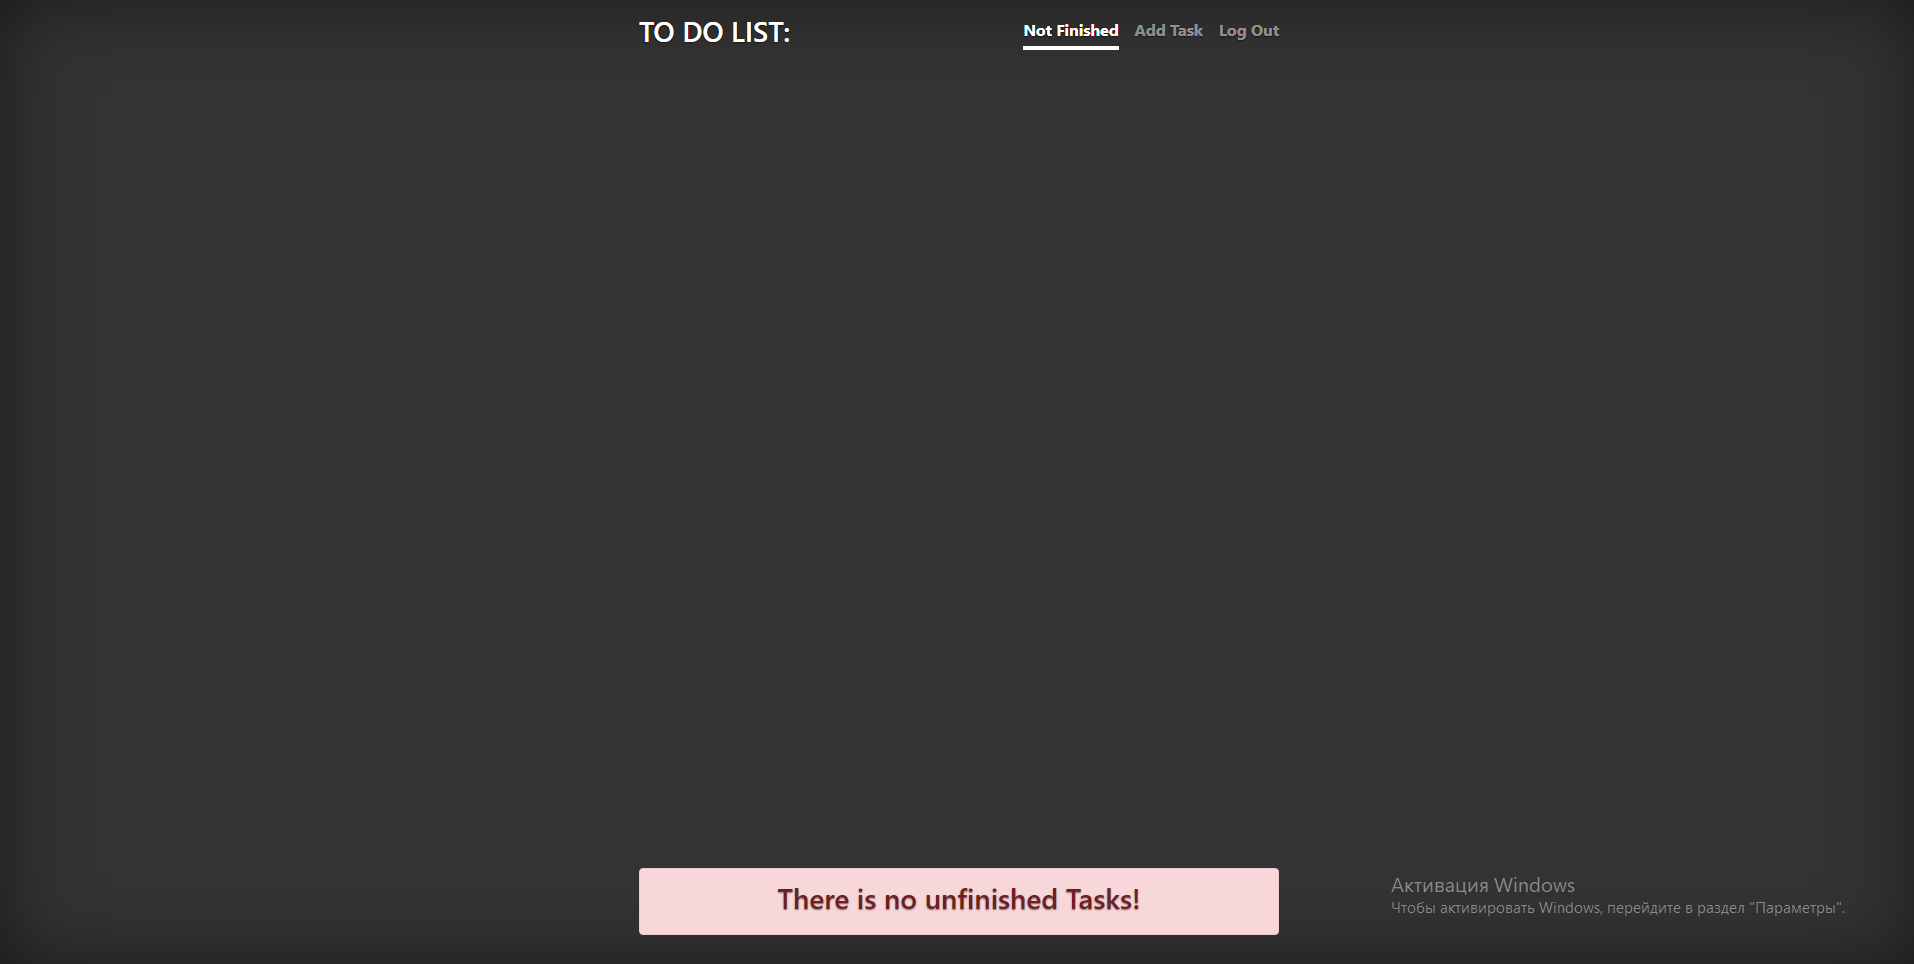 TO DO LIST:
Not Finished Add Task Log Out
There is no unfinished Tasks!
Активация Windows
Чтобы активировать Windows, перейдите в раздел "Параметры".